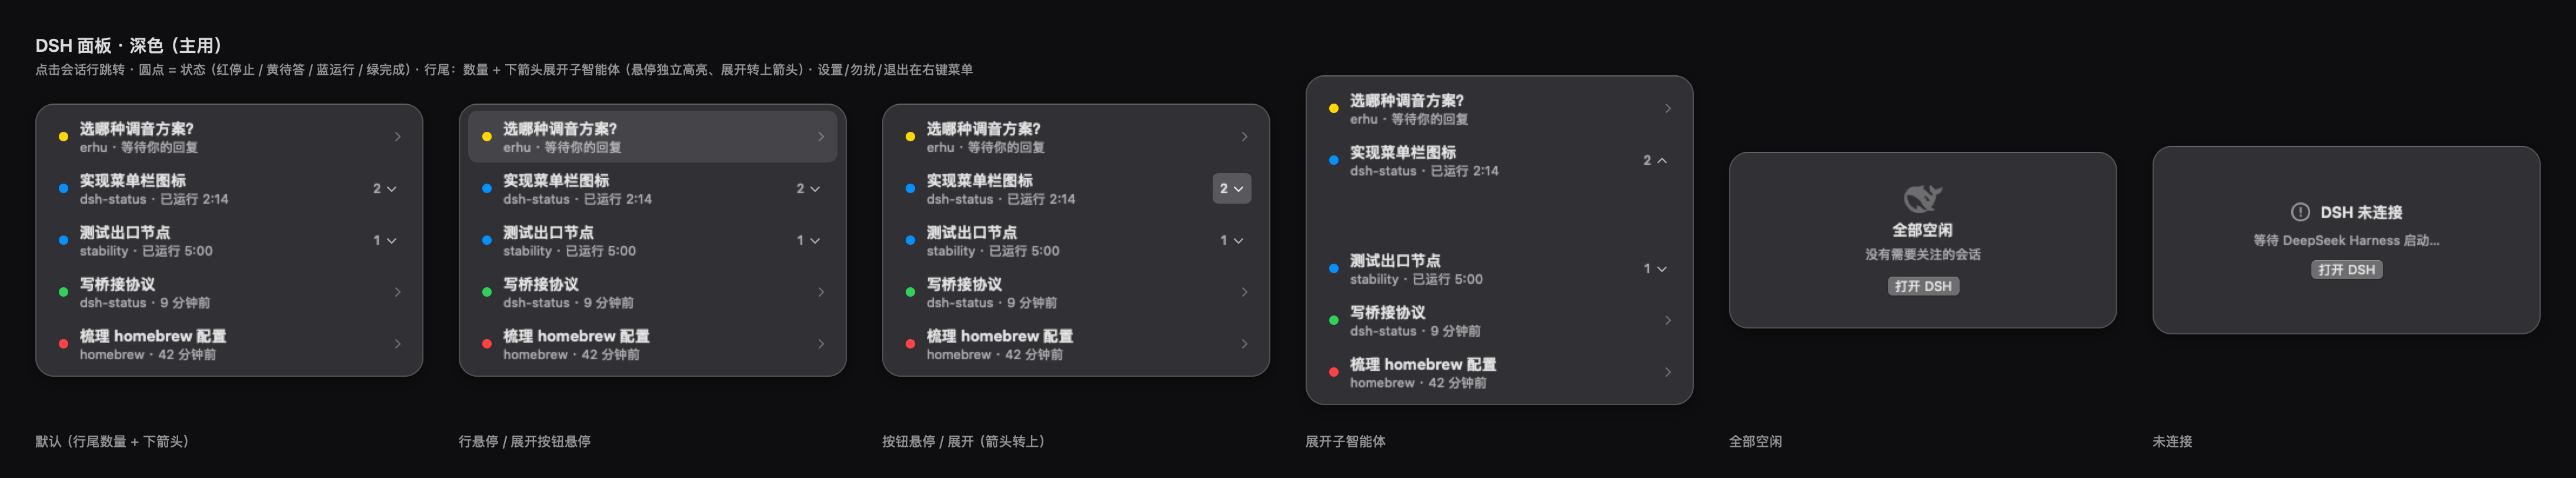 DSH 面板 · 深色（主用）
点击会话行跳转 · 圆点 = 状态（红停止 / 黄待答 / 蓝运行 / 绿完成）· 行尾：数量 + 下箭头展开子智能体（悬停独立高亮、展开转上箭头）· 设置/勿扰/退出在右键菜单
选哪种调音方案?
erhu · 等待你的回复
实现菜单栏图标
dsh-status · 已运行 2:14
2
测试出口节点
stability · 已运行 5:00
1
写桥接协议
dsh-status · 9 分钟前
梳理 homebrew 配置
homebrew · 42 分钟前
默认（行尾数量 + 下箭头）
选哪种调音方案?
erhu · 等待你的回复
实现菜单栏图标
dsh-status · 已运行 2:14
2
测试出口节点
stability · 已运行 5:00
1
写桥接协议
dsh-status · 9 分钟前
梳理 homebrew 配置
homebrew · 42 分钟前
行悬停 / 展开按钮悬停
选哪种调音方案?
erhu · 等待你的回复
实现菜单栏图标
dsh-status · 已运行 2:14
2
测试出口节点
stability · 已运行 5:00
1
写桥接协议
dsh-status · 9 分钟前
梳理 homebrew 配置
homebrew · 42 分钟前
按钮悬停 / 展开（箭头转上）
选哪种调音方案?
erhu · 等待你的回复
实现菜单栏图标
dsh-status · 已运行 2:14
2
测试出口节点
stability · 已运行 5:00
1
写桥接协议
dsh-status · 9 分钟前
梳理 homebrew 配置
homebrew · 42 分钟前
展开子智能体
全部空闲
没有需要关注的会话
打开 DSH
全部空闲
DSH 未连接
等待 DeepSeek Harness 启动...
打开 DSH
未连接